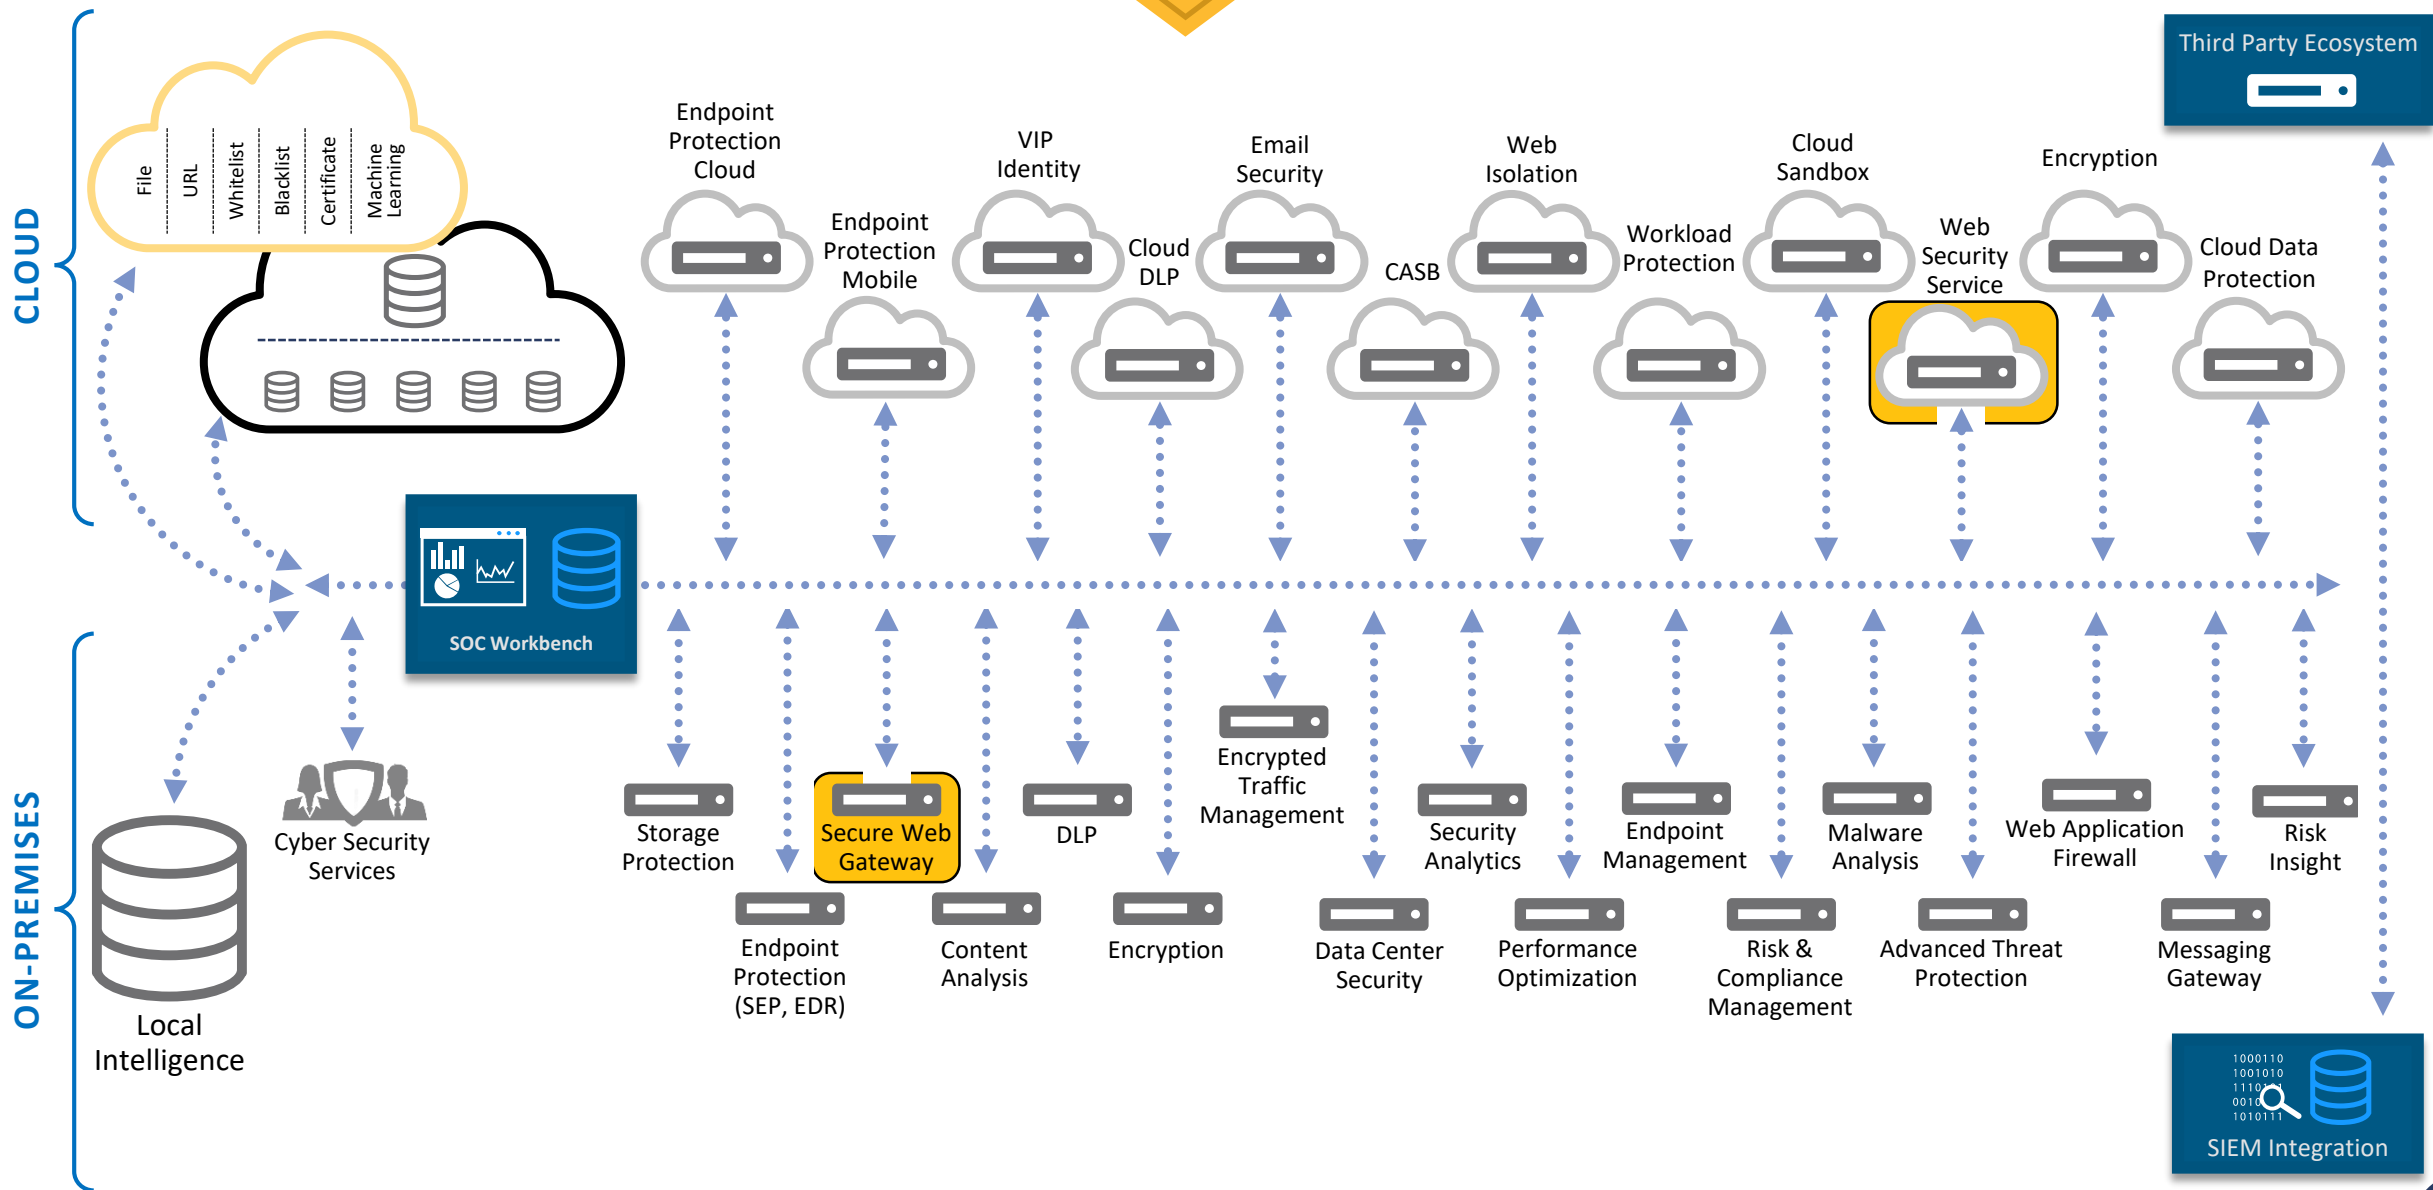 CLOUD
File
URL
Whitelist
Blacklist
Certificate
Machine
Learning
Endpoint
Protection
Cloud
Endpoint
Protection
Mobile
VIP
Identity
Cloud
DLP
Email
Security
CASB
Web
Isolation
Workload
Protection
Cloud
Sandbox
Web
Security
Service
Encryption
Cloud Data
Protection
Third Party Ecosystem
SOC Workbench
ON-PREMISES
Local
Intelligence
Cyber Security
Services
Storage
Protection
Endpoint
Protection
(SEP, EDR)
Secure Web
Gateway
Content
Analysis
DLP
Encryption
Encrypted
Traffic
Management
Data Center
Security
Security
Analytics
Performance
Optimization
Endpoint
Management
Risk &
Compliance
Management
Malware
Analysis
Advanced Threat
Protection
Web Application
Firewall
Messaging
Gateway
Risk
Insight
1000110
1001010
1010111
SIEM Integration